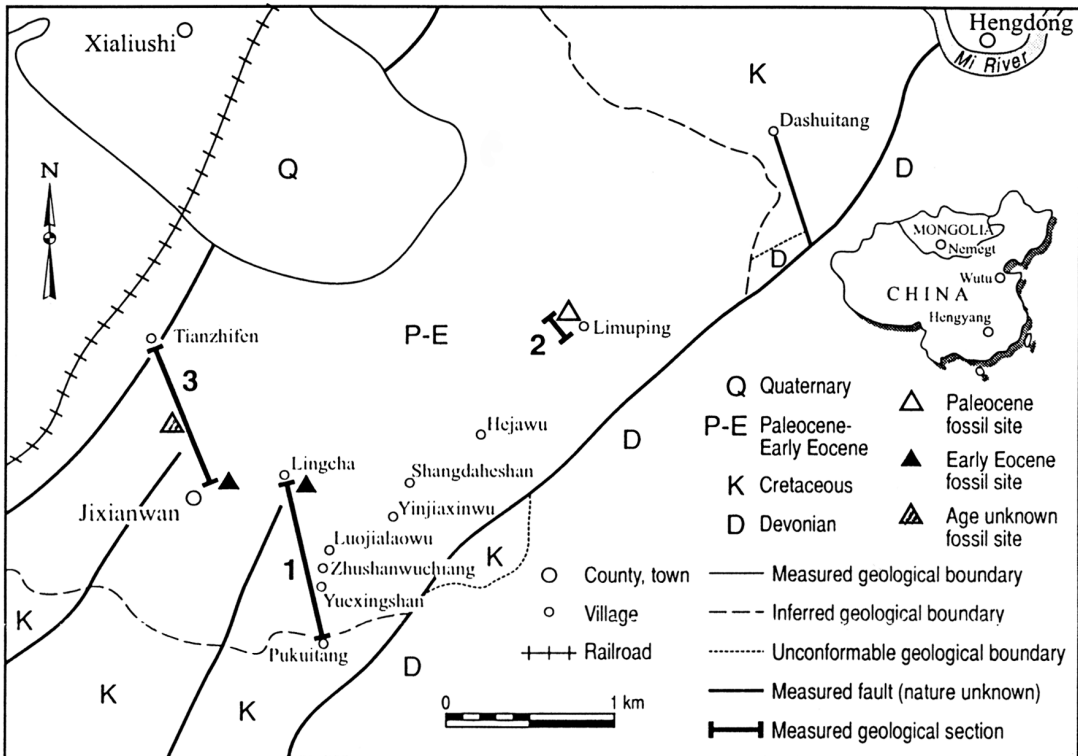 Hengdong
Xialiushi
Mi River
K
Dashuitang
N
Q
D
MONGOLIA
Nemegt
D
Wutu
CHINA
Hengyang
Tianzhifen
P-E
2
Limuping
3
Q Quaternary
Paleocene fossil site
P-E Paleocene-
Early Eocene
Early Eocene
fossil site
K Cretaceous
D Devonian
Age unknown
fossil site
Hejawu
D
Lingcha
Shangdaheshan
Jixianwan
Yinjiaxinwu
Luojialaowu
K
1
Zhushanwuchiang
Yuexingshan
County, town
Measured geological boundary
K
Village
Inferred geological boundary
Pukuitang
D
Railroad
Unconformable geological boundary
K
K
0
1 km
Measured fault (nature unknown)
Measured geological section